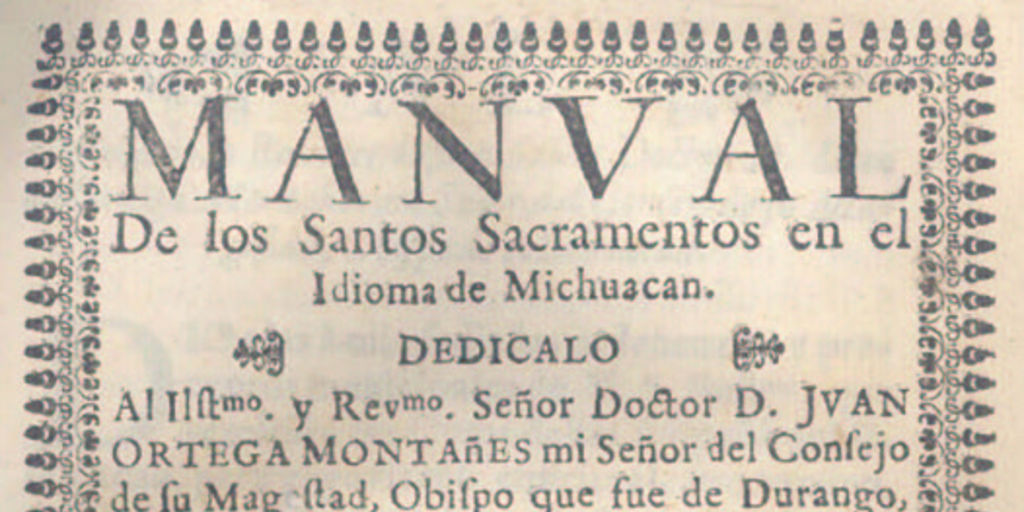 MANVAL
De los Santos Sacramentos en el
Idioma de Michuacan.
DEDICALO
Al Ilſtmo. y Revmo. Señor Doctor D. JVAN
ORTEGA MONTAñES mi Señor del Conſejo
de ſu Mageſtad, Obiſpo que fue de Durango,